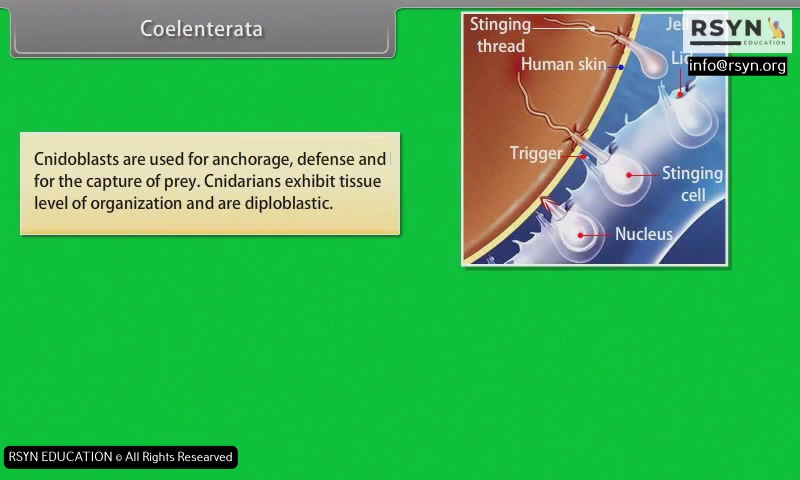 Coelenterata
Stinging
thread
Human skin
Trigger
Stinging
cell
Nucleus
RSYN
EDUCATION
info@rsyn.org
Cnidoblasts are used for anchorage, defense and
for the capture of prey. Cnidarians exhibit tissue
level of organization and are diploblastic.
RSYN EDUCATION © All Rights Researved